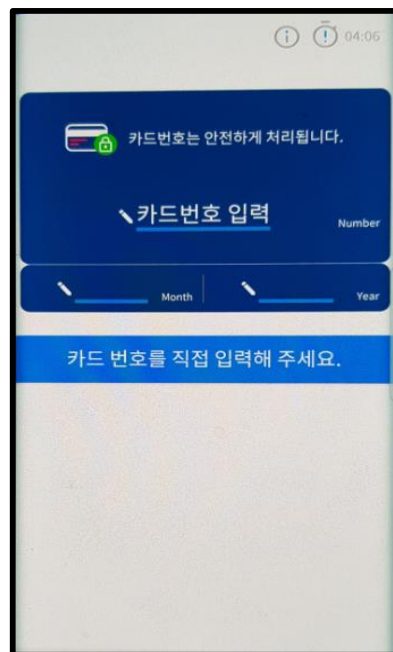 04:06
카드번호는 안전하게 처리됩니다.
카드번호 입력
Number
Month
Year
카드 번호를 직접 입력해 주세요.